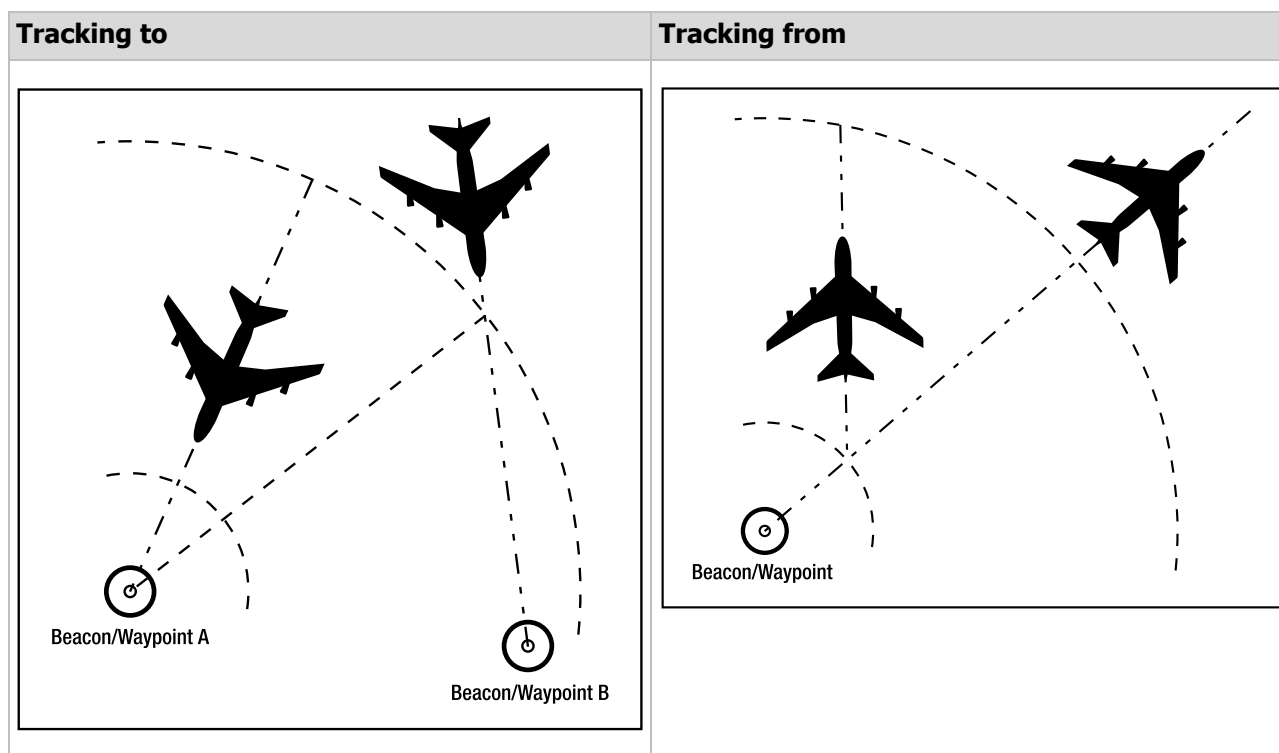 Tracking to
Tracking from
Beacon/Waypoint A
Beacon/Waypoint B
Beacon/Waypoint